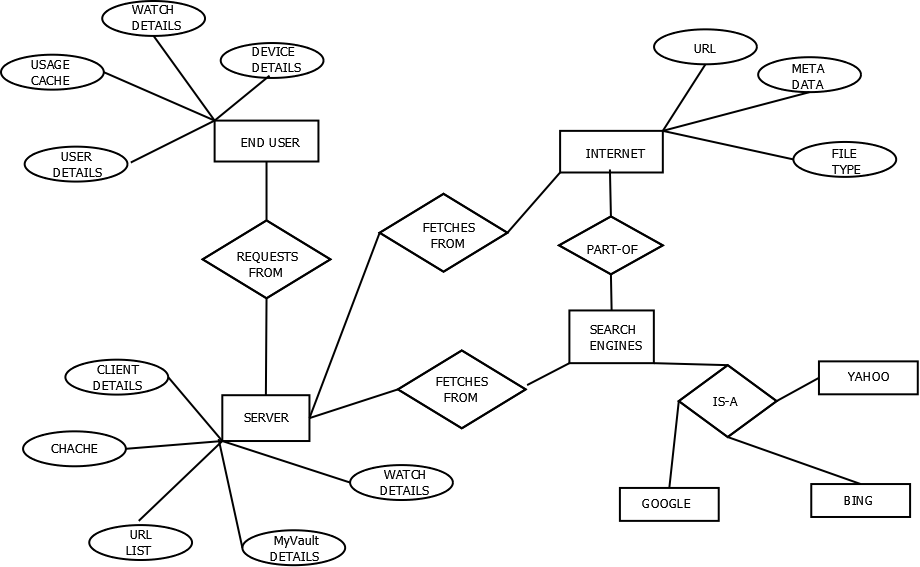 WATCH
DETAILS
DEVICE
DETAILS
USAGE
CACHE
USER
DETAILS
END USER
URL
META
DATA
FILE
TYPE
INTERNET
FETCHES
FROM
REQUESTS
FROM
PART-OF
SEARCH
ENGINES
FETCHES
FROM
IS-A
YAHOO
GOOGLE
BING
CLIENT
DETAILS
SERVER
CHACHE
WATCH
DETAILS
URL
LIST
MyVault
DETAILS